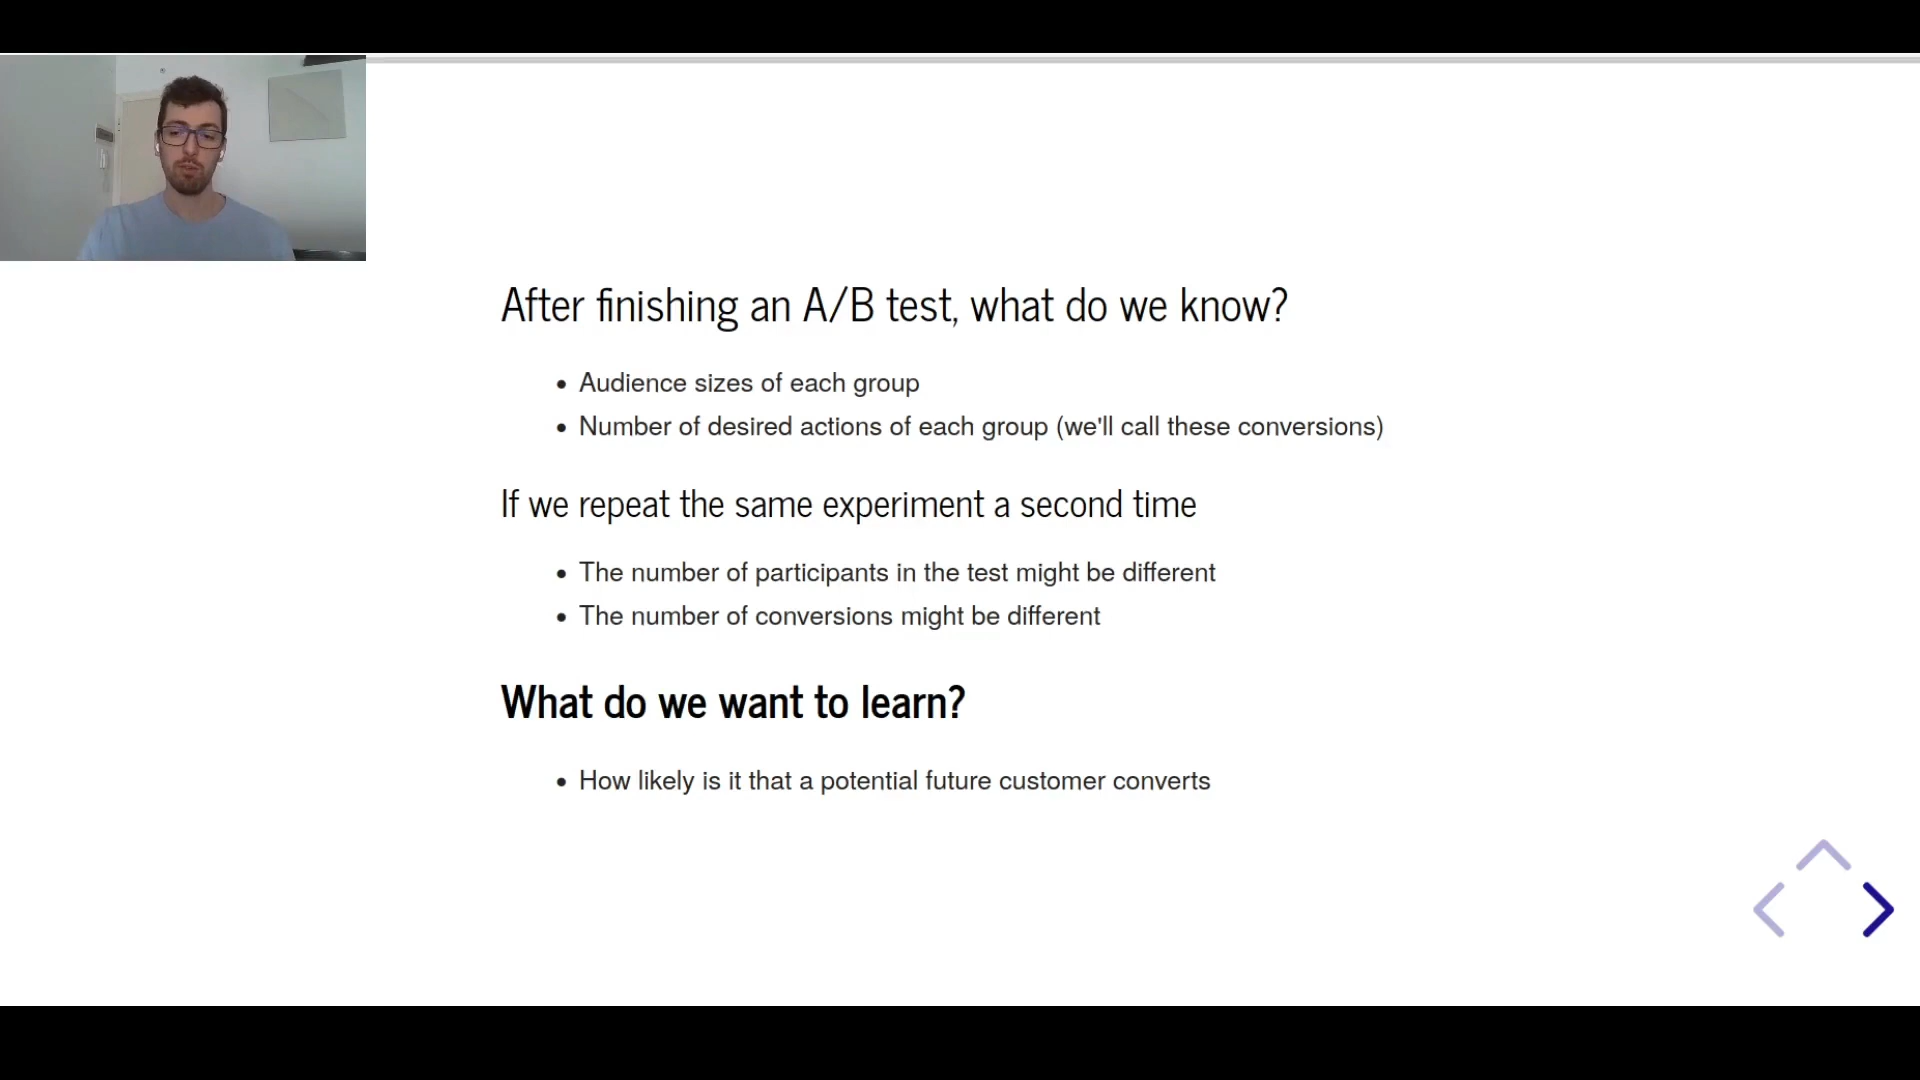 After finishing an A/B test, what do we know?
Audience sizes of each group
Number of desired actions of each group (we'll call these conversions)
If we repeat the same experiment a second time
The number of participants in the test might be different
The number of conversions might be different
What do we want to learn?
How likely is it that a potential future customer converts